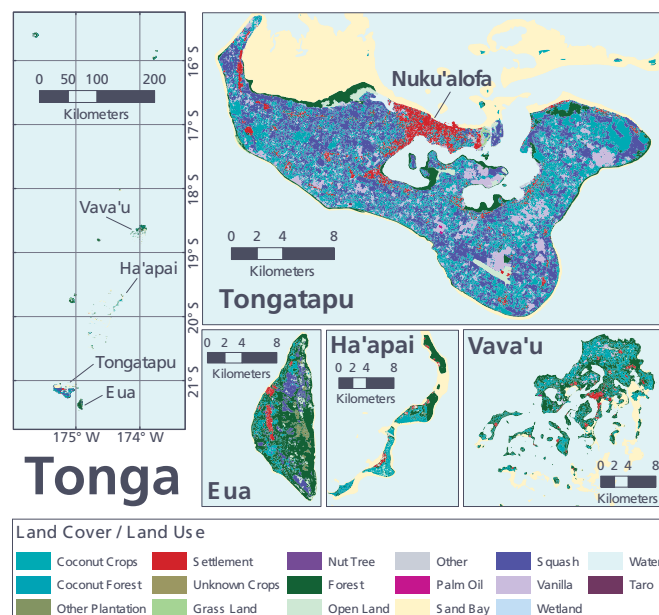 16°S
0 50 100 200
Kilometers
17°S
18°S
Vava'u
19°S
Ha'apai
20°S
Tongatapu
21°S
Eua
175° W 174° W
Tonga
Nuku'alofa
0 2 4 8
Kilometers
Tongatapu
0 2 4 8
Kilometers
Eua
Ha'apai
0 2 4 8
Kilometers
Vava'u
0 2 4 8
Kilometers
Land Cover / Land Use
Coconut Crops Settlement Nut Tree Other Squash Water
Coconut Forest Unknown Crops Forest Palm Oil Vanilla Taro
Other Plantation Grass Land Open Land Sand Bay Wetland